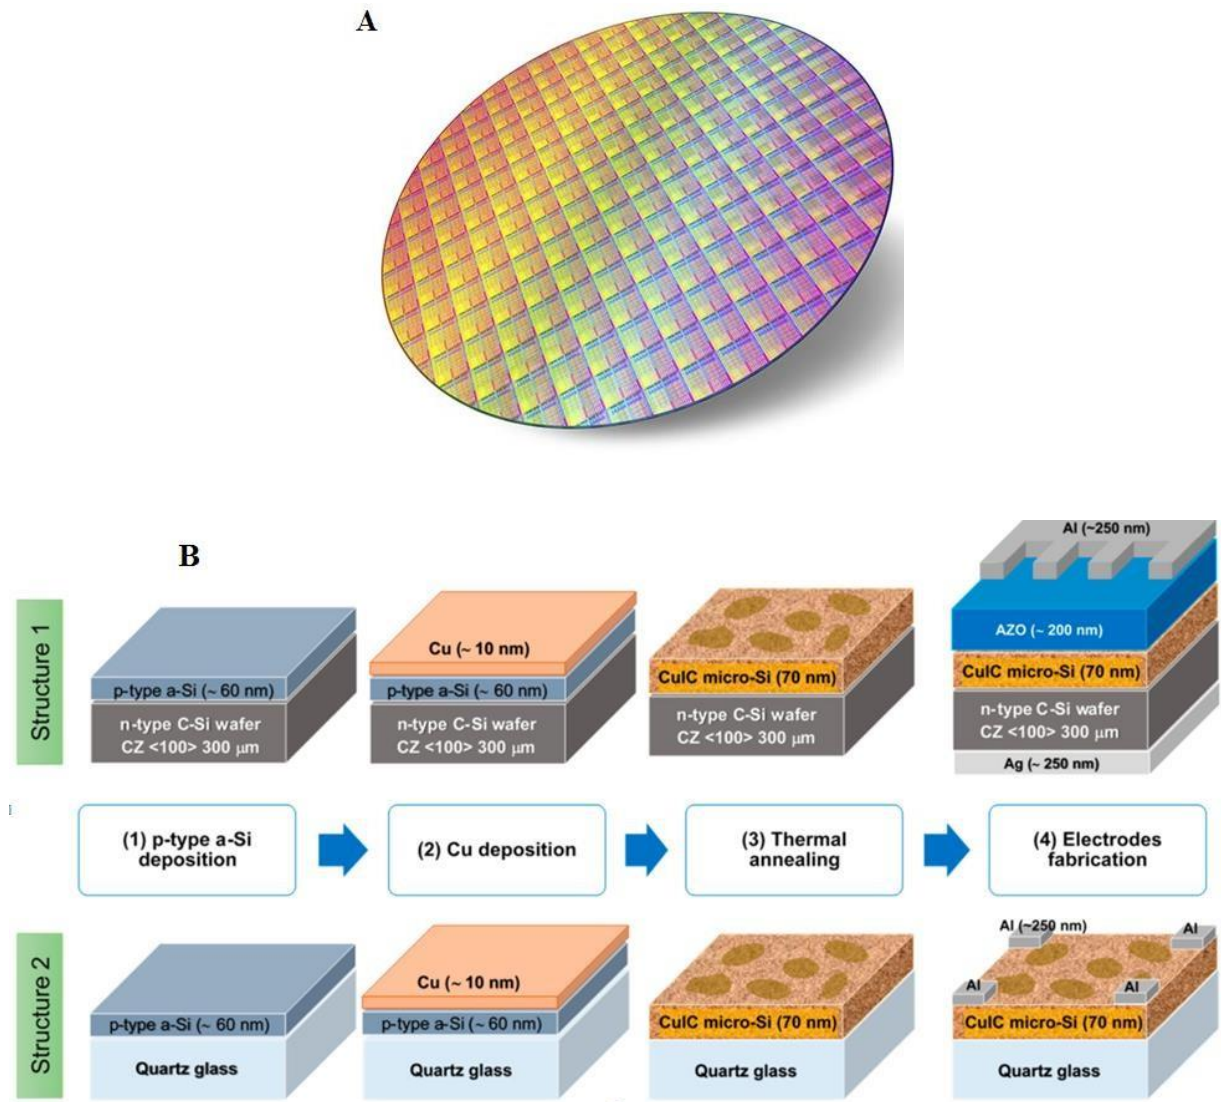 A
B
Structure 1
p-type a-Si (~ 60 nm)
n-type C-Si wafer
CZ <100> 300 μm
Cu (~ 10 nm)
p-type a-Si (~ 60 nm)
n-type C-Si wafer
CZ <100> 300 μm
CuIC micro-Si (70 nm)
n-type C-Si wafer
CZ <100> 300 μm
Al (~250 nm)
AZO (~ 200 nm)
CuIC micro-Si (70 nm)
n-type C-Si wafer
CZ <100> 300 μm
Ag (~ 250 nm)
(1) p-type a-Si
deposition
(2) Cu deposition
(3) Thermal
annealing
(4) Electrodes
fabrication
Structure 2
p-type a-Si (~ 60 nm)
Quartz glass
Cu (~ 10 nm)
p-type a-Si (~ 60 nm)
Quartz glass
CuIC micro-Si (70 nm)
Quartz glass
Al (~250 nm)
Al
Al
Al
CuIC micro-Si (70 nm)
Quartz glass